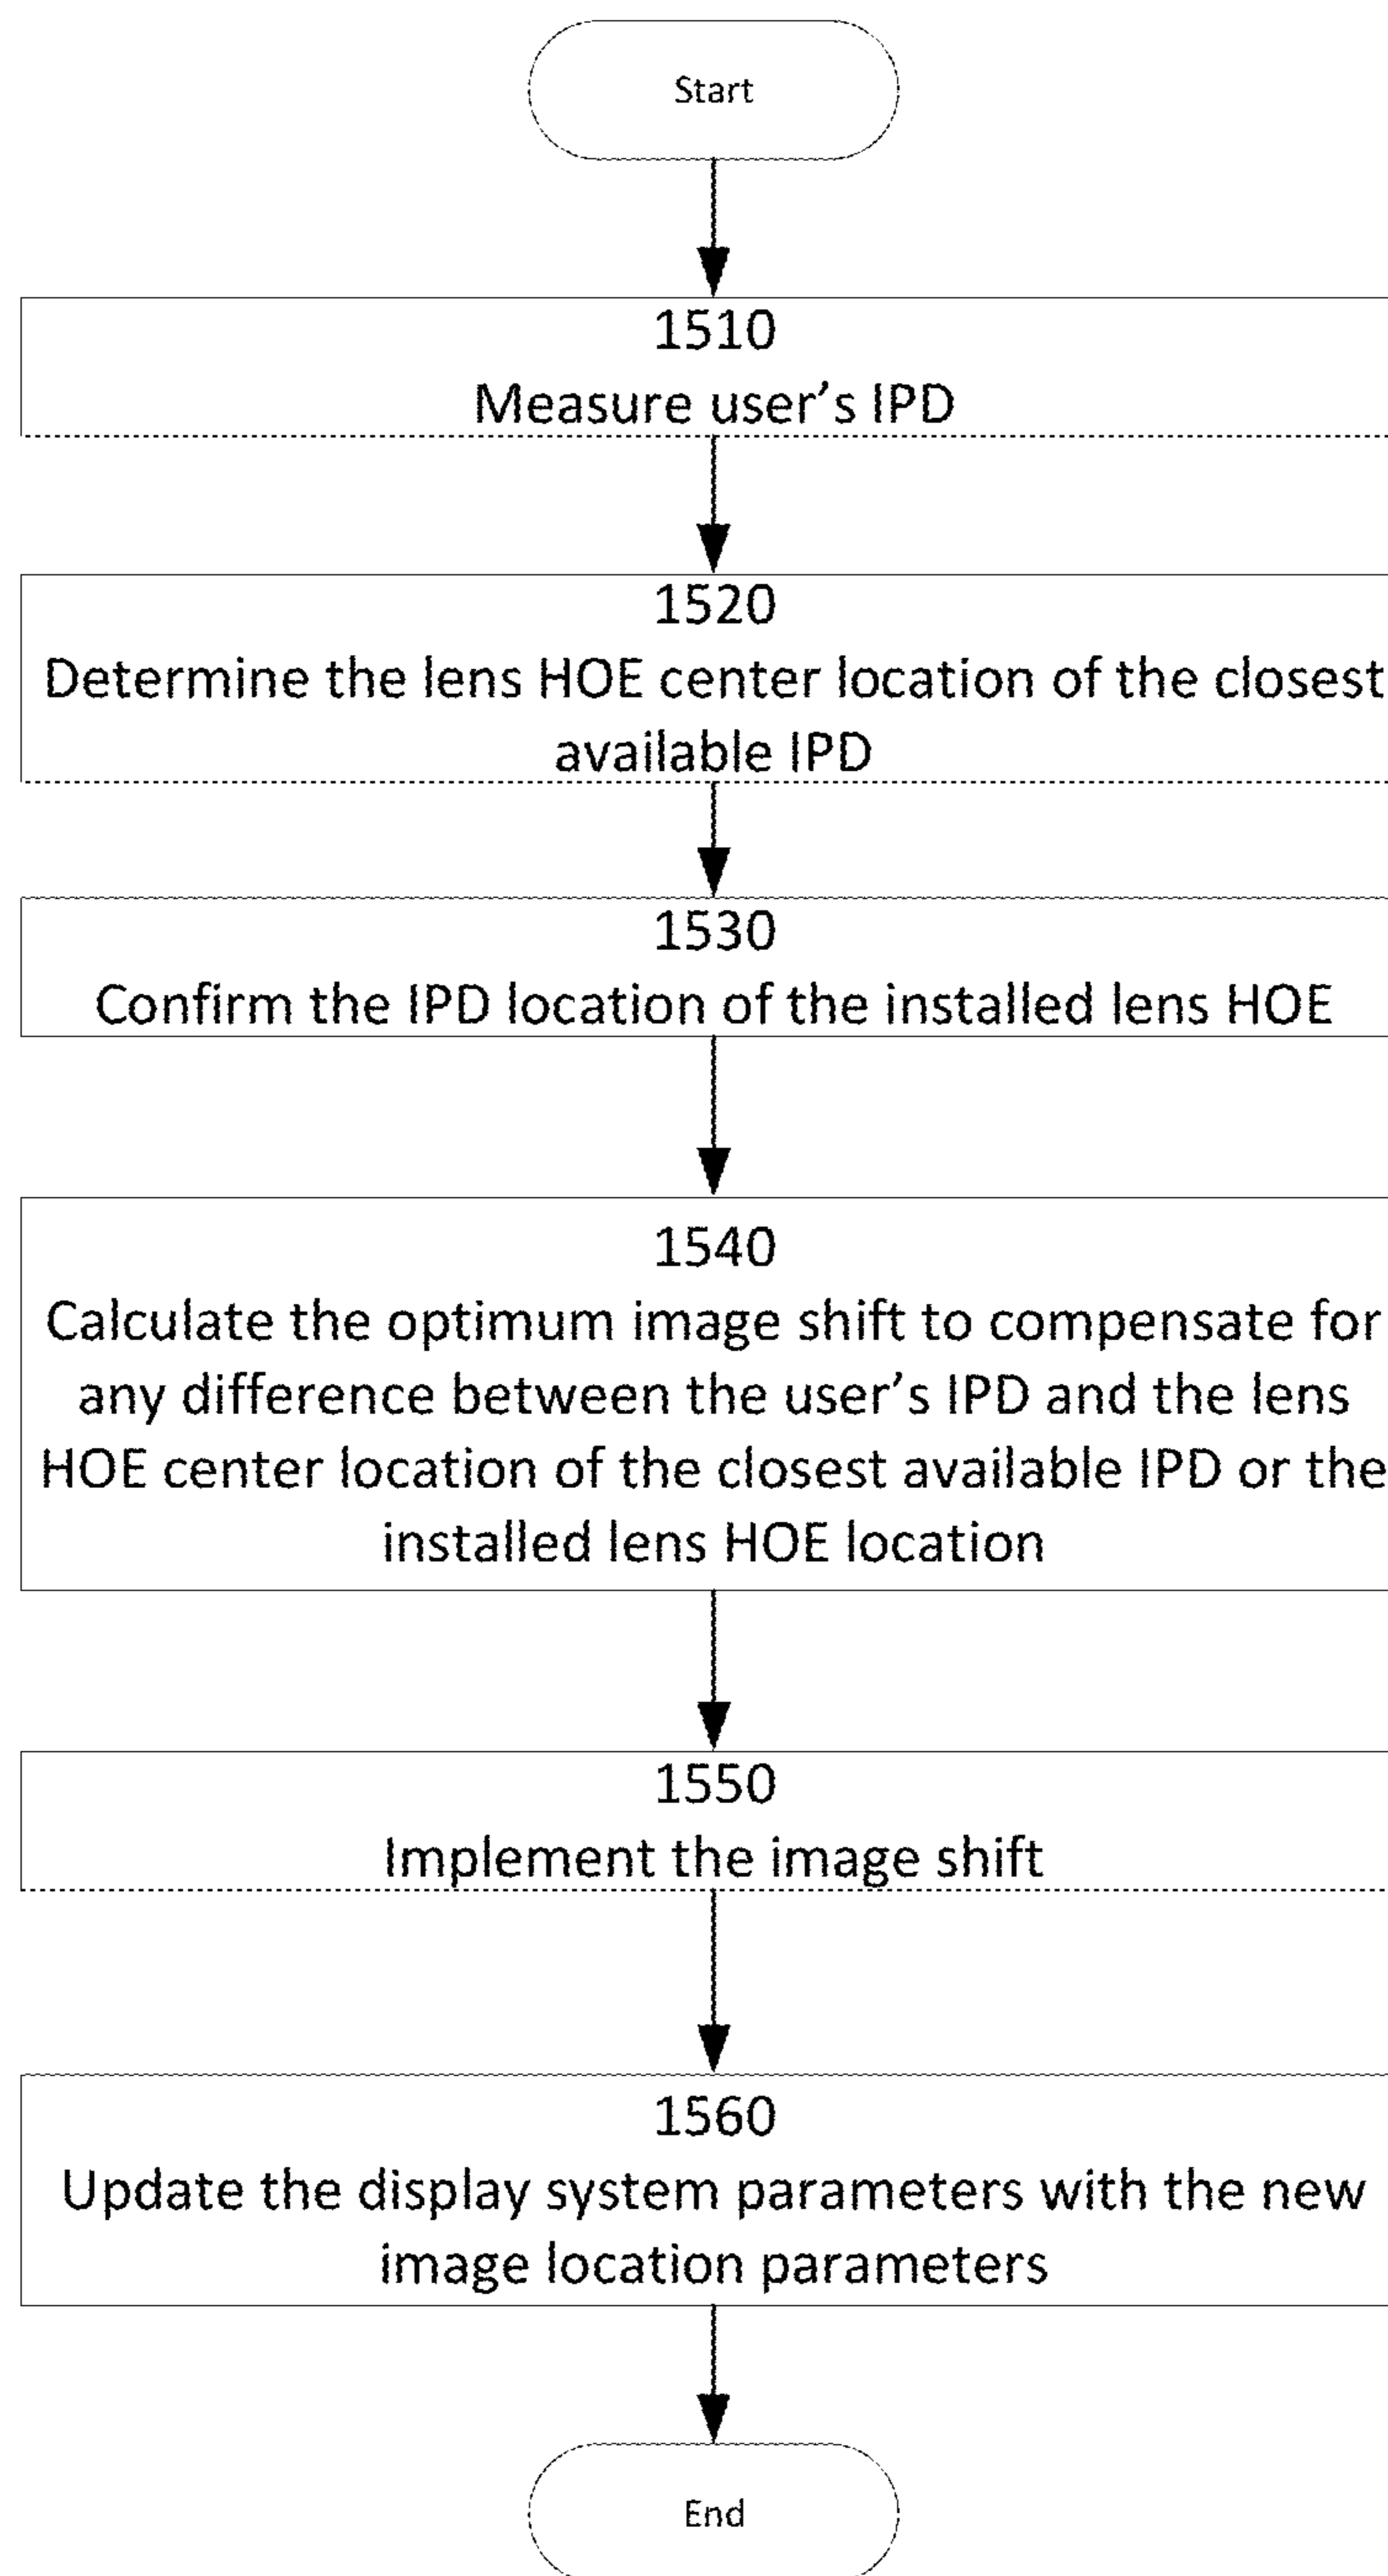 Start
1510
Measure user’s IPD
1520
Determine the lens HOE center location of the closest
available IPD
1530
Confirm the IPD location of the installed lens HOE
1540
Calculate the optimum image shift to compensate for
any difference between the user’s IPD and the lens
HOE center location of the closest available IPD or the
installed lens HOE location
1550
Implement the image shift
1560
Update the display system parameters with the new
image location parameters
End